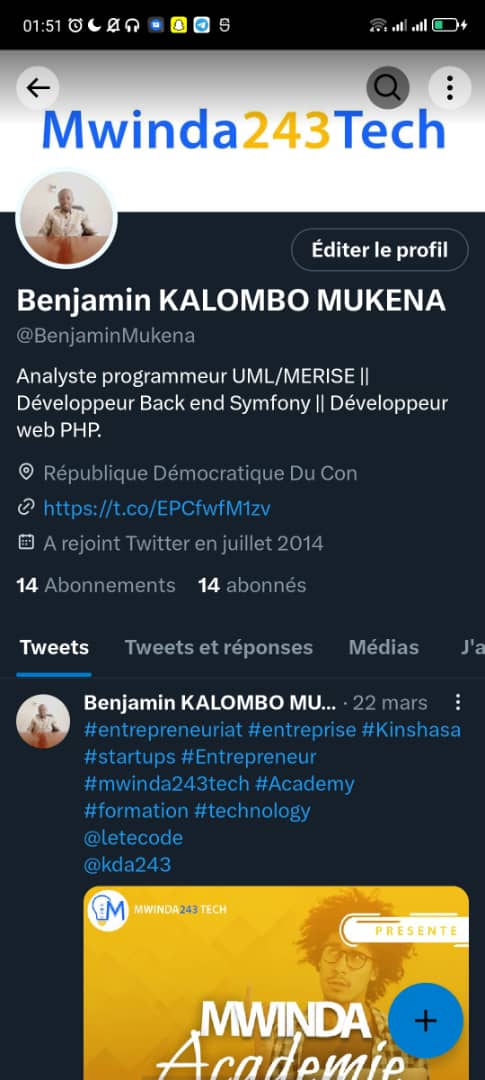 01:51
Mwinda243Tech
Éditer le profil
Benjamin KALOMBO MUKENA
@BenjaminMukena
Analyste programmeur UML/MERISE ||
Développeur Back end Symfony || Développeur
web PHP.
République Démocratique Du Con
https://t.co/EPCfwfM1zv
A rejoint Twitter en juillet 2014
14 Abonnements 14 abonnés
Tweets Tweets et réponses Médias J'a
Benjamin KALOMBO MU... · 22 mars
#entrepreneuriat #entreprise #Kinshasa
#startups #Entrepreneur
#mwinda243tech #Academy
#formation #technology
@letecode
@kda243
MWINDA243 TECH
PRESENTE
MWINDA
Academie